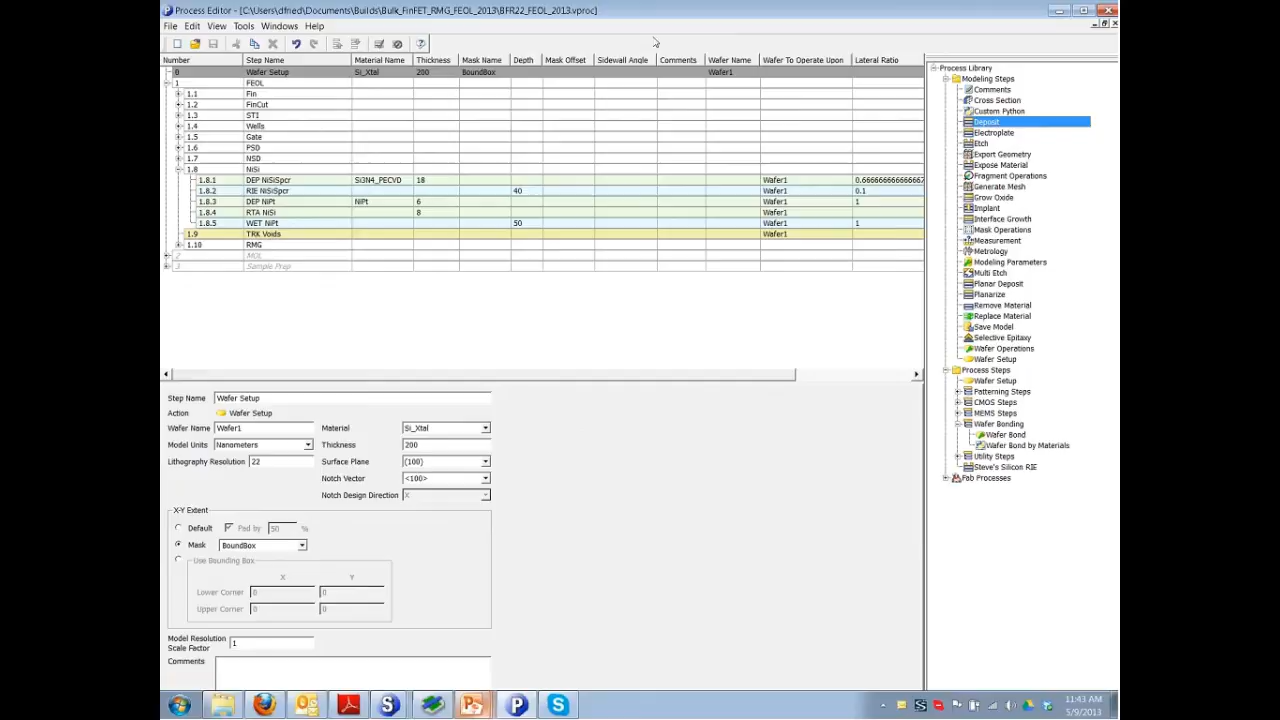 Process Editor - [C:\Users\dfried\Documents\Builds\Bulk_FinFET_RMG_FEOL_2013\BFR22_FEOL_2013.vproc]
File Edit View Tools Windows Help
Number Step Name Material Name Thickness Mask Name Depth Mask Offset Sidewall Angle Comments Wafer Name Wafer To Operate Upon Lateral Ratio
0 Wafer Setup Si_Xtal 200 BoundBox Wafer1
1 FEOL
1.1 Fin
1.2 FinCut
1.3 STI
1.4 Wells
1.5 Gate
1.6 PSD
1.7 NSD
1.8 NiSi
1.8.1 DEP NiSiSpcr Si3N4_PECVD 18 Wafer1 0.6666666666666667
1.8.2 RIE NiSiSpcr 40 Wafer1 0.1
1.8.3 DEP NiPt NiPt 6 Wafer1 1
1.8.4 RTA NiSi 8 Wafer1
1.8.5 WET NiPt 50 Wafer1 1
1.9 TRK Voids Wafer1
1.10 RMG
2 MOL
3 Sample Prep
Step Name Wafer Setup
Action Wafer Setup
Wafer Name Wafer1 Material Si_Xtal
Model Units Nanometers Thickness 200
Lithography Resolution 22 Surface Plane {100}
Notch Vector <100>
Notch Design Direction X
X-Y Extent
Default Pad by 50 %
Mask BoundBox
Use Bounding Box
X Y
Lower Corner 0 0
Upper Corner 0 0
Model Resolution
Scale Factor 1
Comments
Process Library
Modeling Steps
Comments
Cross Section
Custom Python
Deposit
Electroplate
Etch
Export Geometry
Expose Material
Fragment Operations
Generate Mesh
Grow Oxide
Implant
Interface Growth
Mask Operations
Measurement
Metrology
Modeling Parameters
Multi Etch
Planar Deposit
Planarize
Remove Material
Replace Material
Save Model
Selective Epitaxy
Wafer Operations
Wafer Setup
Process Steps
Wafer Setup
Patterning Steps
CMOS Steps
MEMS Steps
Wafer Bonding
Wafer Bond
Wafer Bond by Materials
Utility Steps
Steve's Silicon RIE
Fab Processes
11:43 AM
5/9/2013